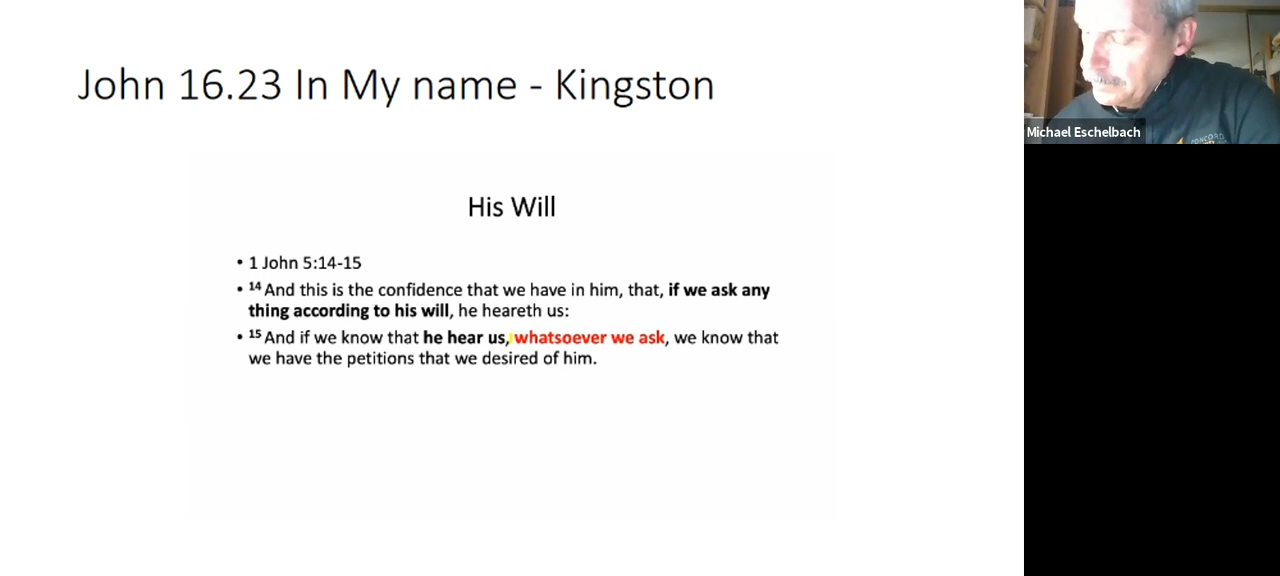 John 16.23 In My name - Kingston
His Will
• 1 John 5:14-15
• 14 And this is the confidence that we have in him, that, if we ask any
thing according to his will, he heareth us:
• 15 And if we know that he hear us, whatsoever we ask, we know that
we have the petitions that we desired of him.
Michael Eschelbach